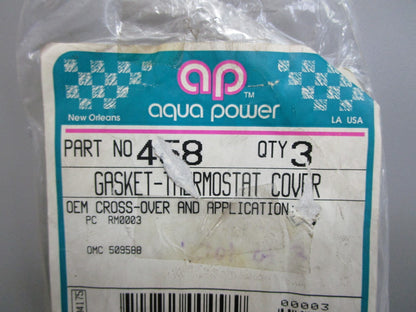 ap™
aqua power
New Orleans LA USA
PART NO 458 QTY 3
GASKET-THERMOSTAT COVER
OEM CROSS-OVER AND APPLICATION:
PC RM0003
OMC 509588
00003